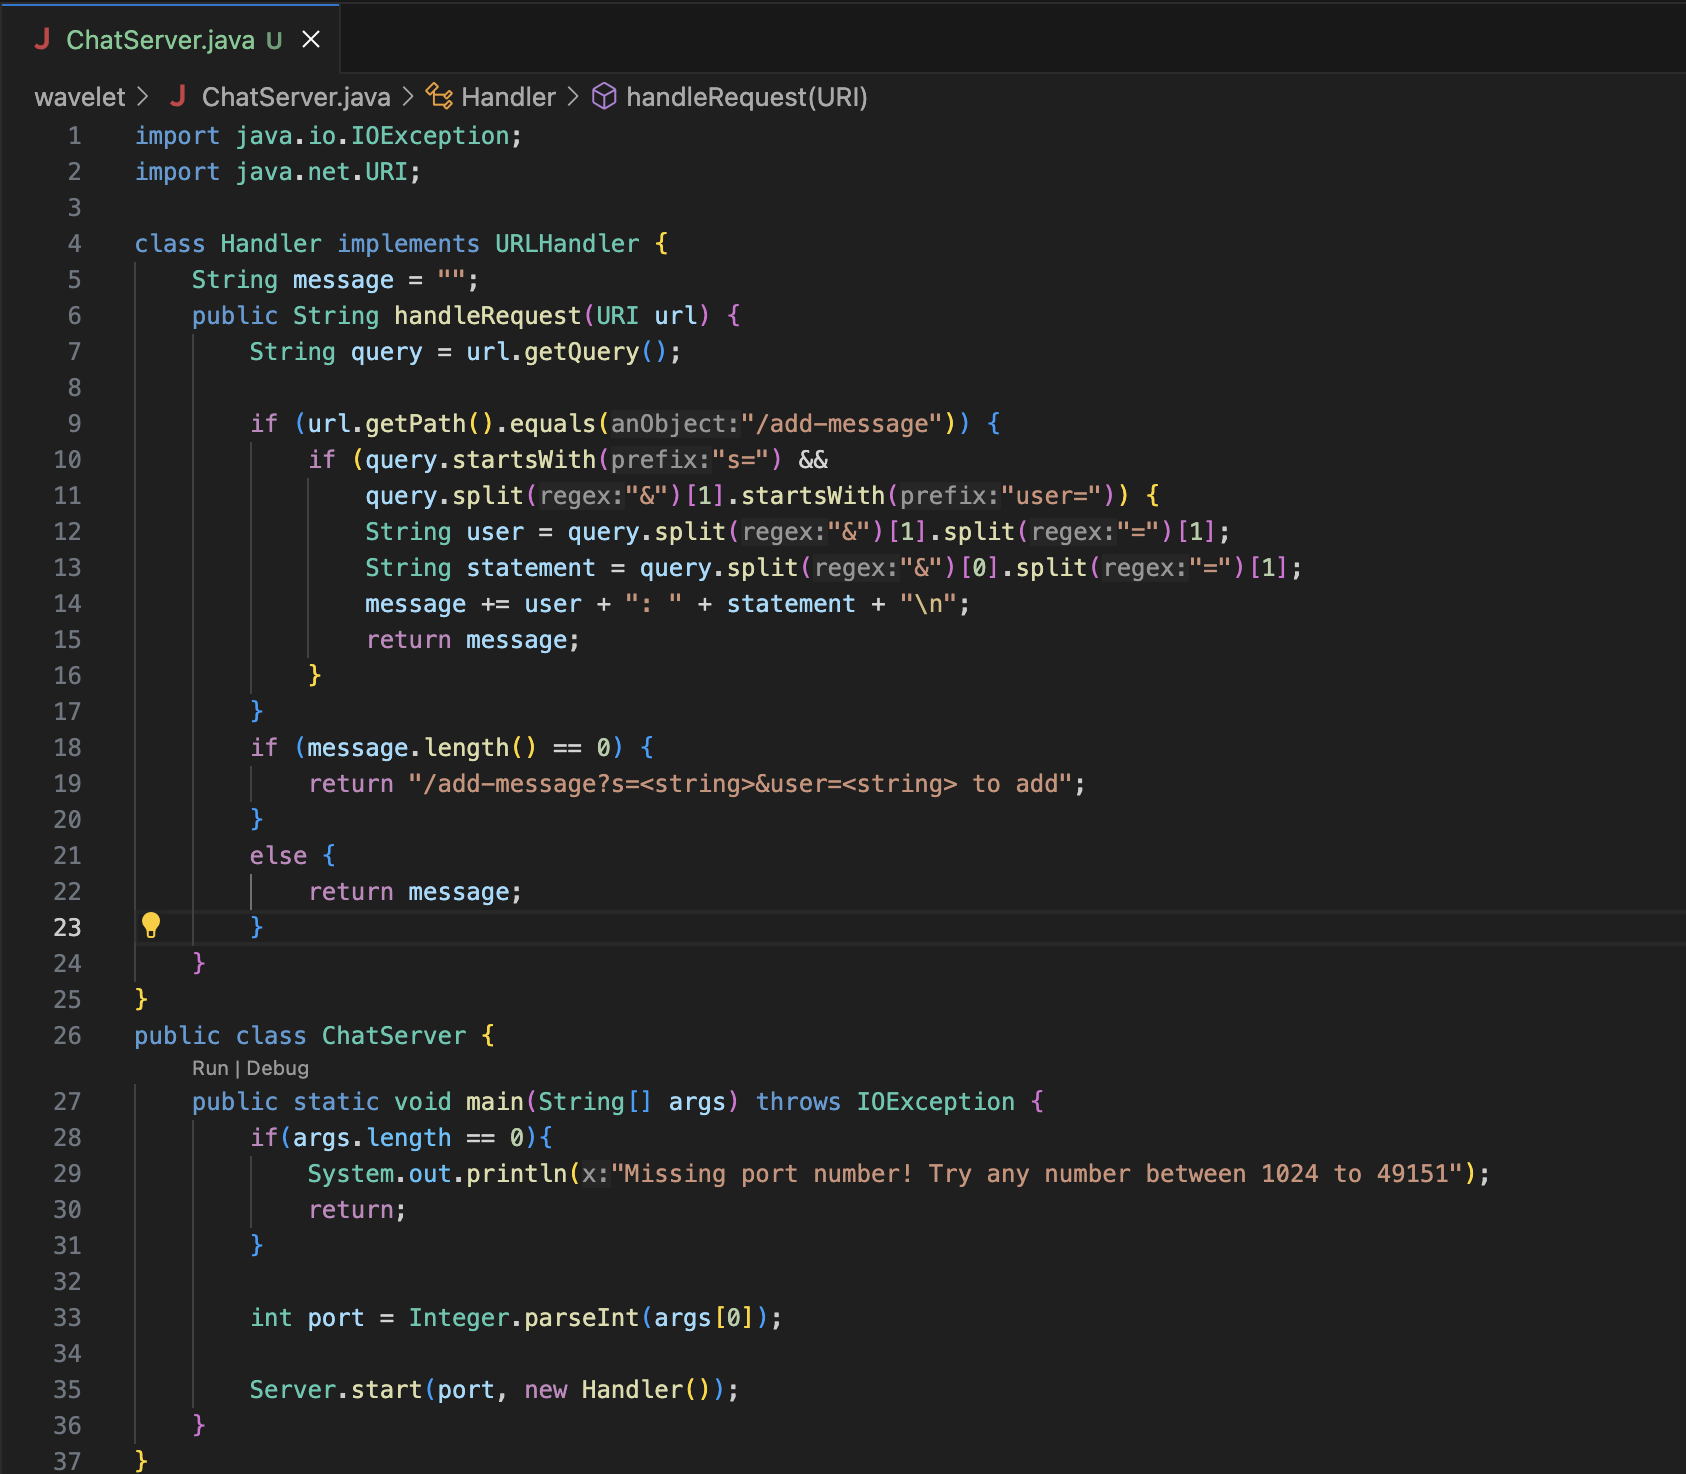 J ChatServer.java U ×
wavelet > J ChatServer.java > Handler > handleRequest(URI)
1 import java.io.IOException;
2 import java.net.URI;
3
4 class Handler implements URLHandler {
5     String message = "";
6     public String handleRequest(URI url) {
7         String query = url.getQuery();
8
9         if (url.getPath().equals(anObject:"/add-message")) {
10             if (query.startsWith(prefix:"s=") &&
11                 query.split(regex:"&")[1].startsWith(prefix:"user=")) {
12                 String user = query.split(regex:"&")[1].split(regex:"=")[1];
13                 String statement = query.split(regex:"&")[0].split(regex:"=")[1];
14                 message += user + ": " + statement + "\n";
15                 return message;
16             }
17         }
18         if (message.length() == 0) {
19             return "/add-message?s=<string>&user=<string> to add";
20         }
21         else {
22             return message;
23         }
24     }
25 }
26 public class ChatServer {
Run | Debug
27     public static void main(String[] args) throws IOException {
28         if(args.length == 0){
29             System.out.println(x:"Missing port number! Try any number between 1024 to 49151");
30             return;
31         }
32
33         int port = Integer.parseInt(args[0]);
34
35         Server.start(port, new Handler());
36     }
37 }